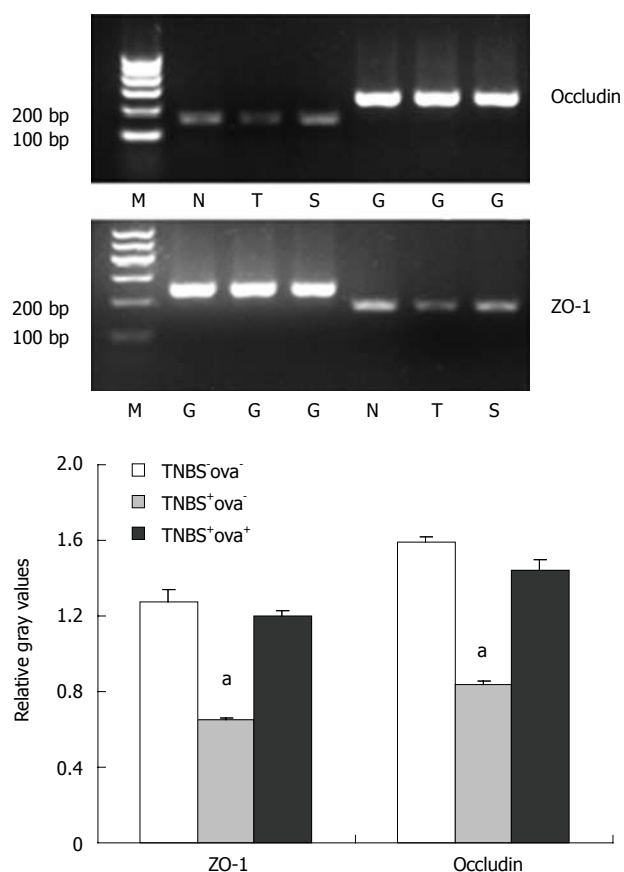 Occludin
200 bp
100 bp
M N T S G G G
200 bp
ZO-1
100 bp
M G G G N T S
2.0
1.6
1.2
0.8
0.4
0
Relative gray values
TNBS⁻ova⁻
TNBS⁺ova⁻
TNBS⁺ova⁺
a
a
ZO-1 Occludin